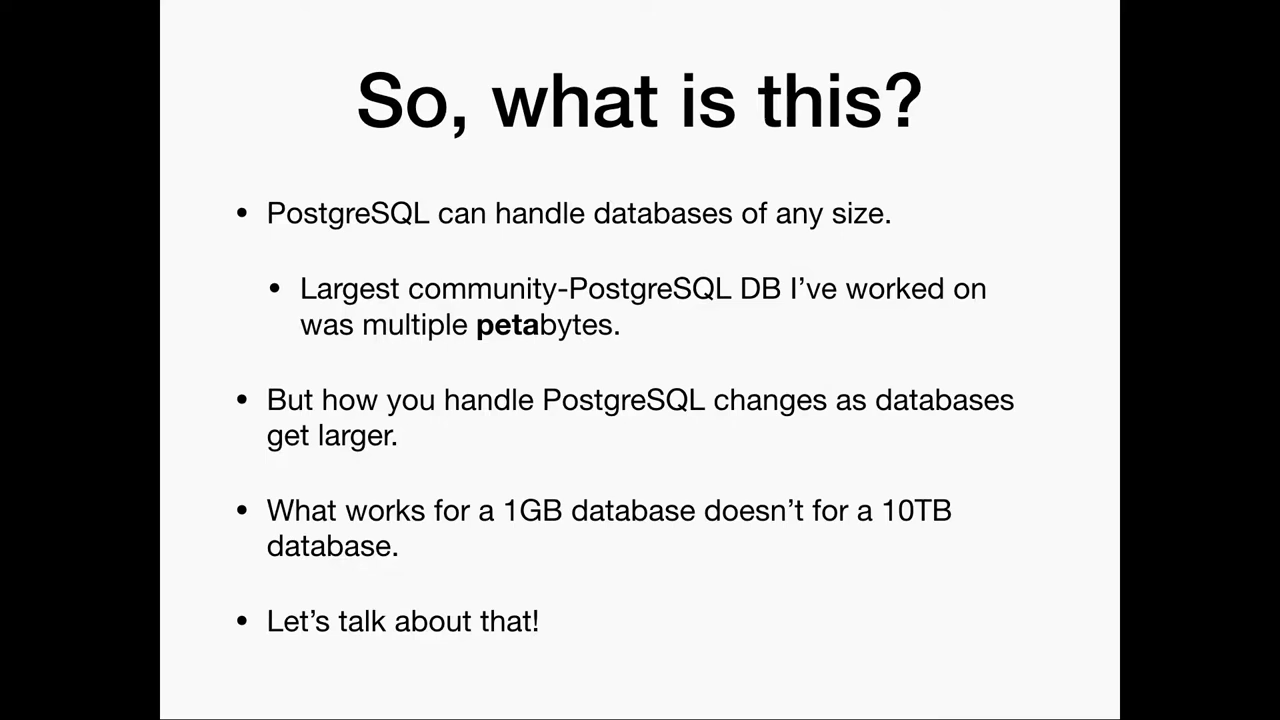 So, what is this?
• PostgreSQL can handle databases of any size.
• Largest community-PostgreSQL DB I’ve worked on
was multiple petabytes.
• But how you handle PostgreSQL changes as databases
get larger.
• What works for a 1GB database doesn’t for a 10TB
database.
• Let’s talk about that!